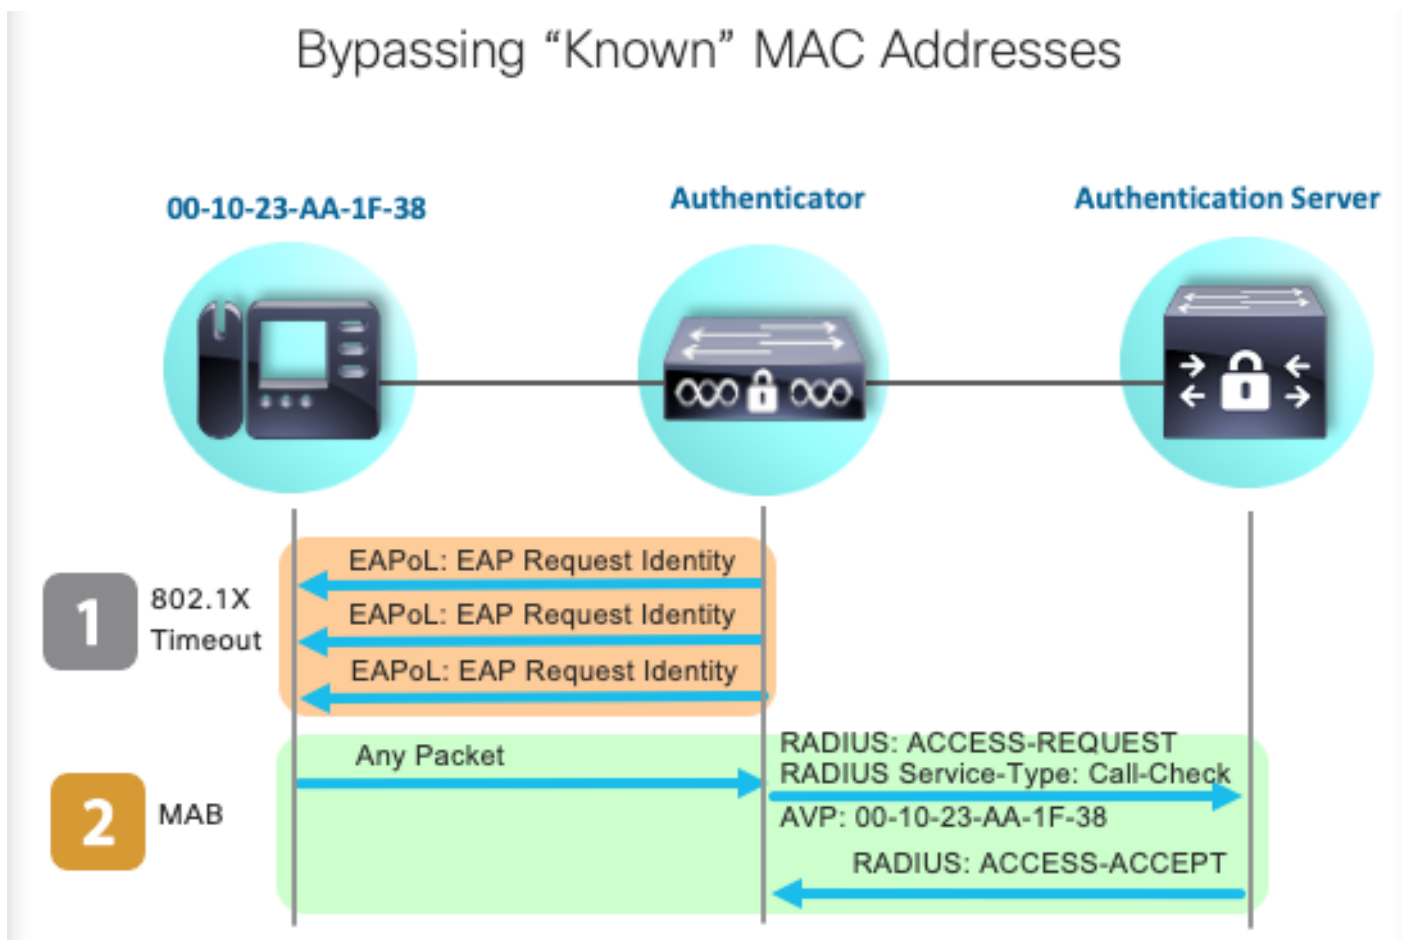 Bypassing “Known” MAC Addresses
00-10-23-AA-1F-38
Authenticator
Authentication Server
1
802.1X
Timeout
EAPoL: EAP Request Identity
EAPoL: EAP Request Identity
EAPoL: EAP Request Identity
2
MAB
Any Packet
RADIUS: ACCESS-REQUEST
RADIUS Service-Type: Call-Check
AVP: 00-10-23-AA-1F-38
RADIUS: ACCESS-ACCEPT